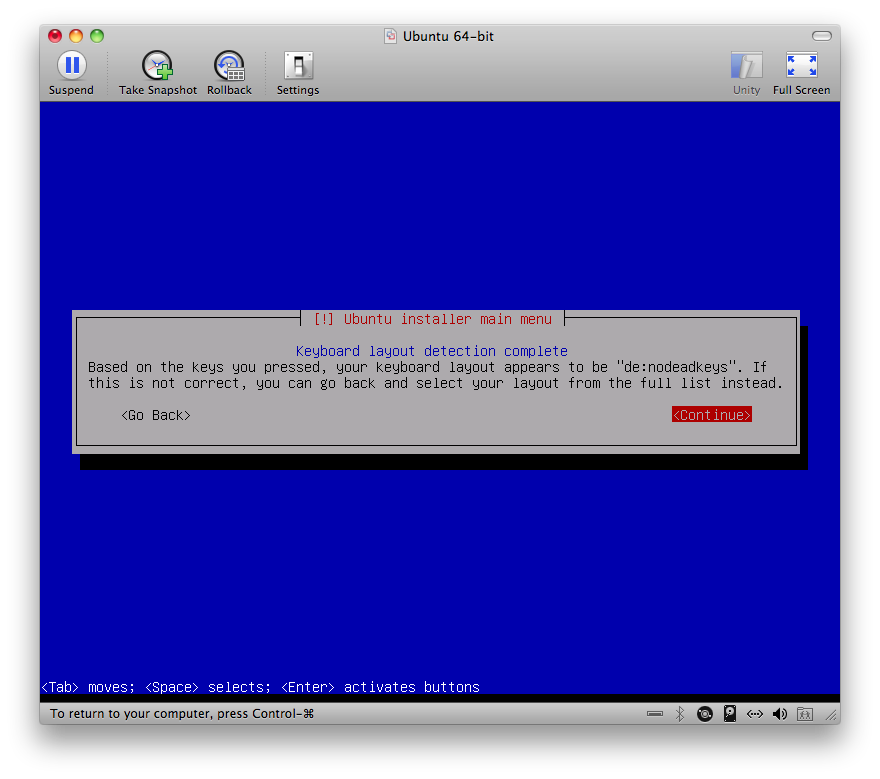 Ubuntu 64-bit
Suspend Take Snapshot Rollback Settings Unity Full Screen
[!] Ubuntu installer main menu
Keyboard layout detection complete
Based on the keys you pressed, your keyboard layout appears to be "de:nodeadkeys". If
this is not correct, you can go back and select your layout from the full list instead.
<Go Back> <Continue>
<Tab> moves; <Space> selects; <Enter> activates buttons
To return to your computer, press Control-⌘